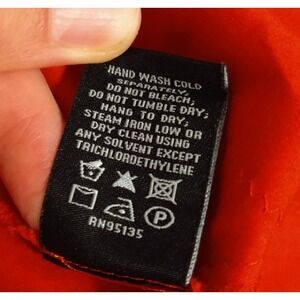 HAND WASH COLD
SEPARATELY;
DO NOT BLEACH;
DO NOT TUMBLE DRY;
HANG TO DRY;
STEAM IRON LOW OR
DRY CLEAN USING
ANY SOLVENT EXCEPT
TRICHLOROETHYLENE
P
RN95135